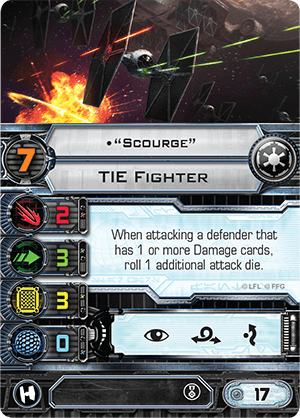 •“Scourge”
7
TIE Fighter
2
When attacking a defender that
has 1 or more Damage cards,
roll 1 additional attack die.
3
©LFL ©FFG
3
0
17